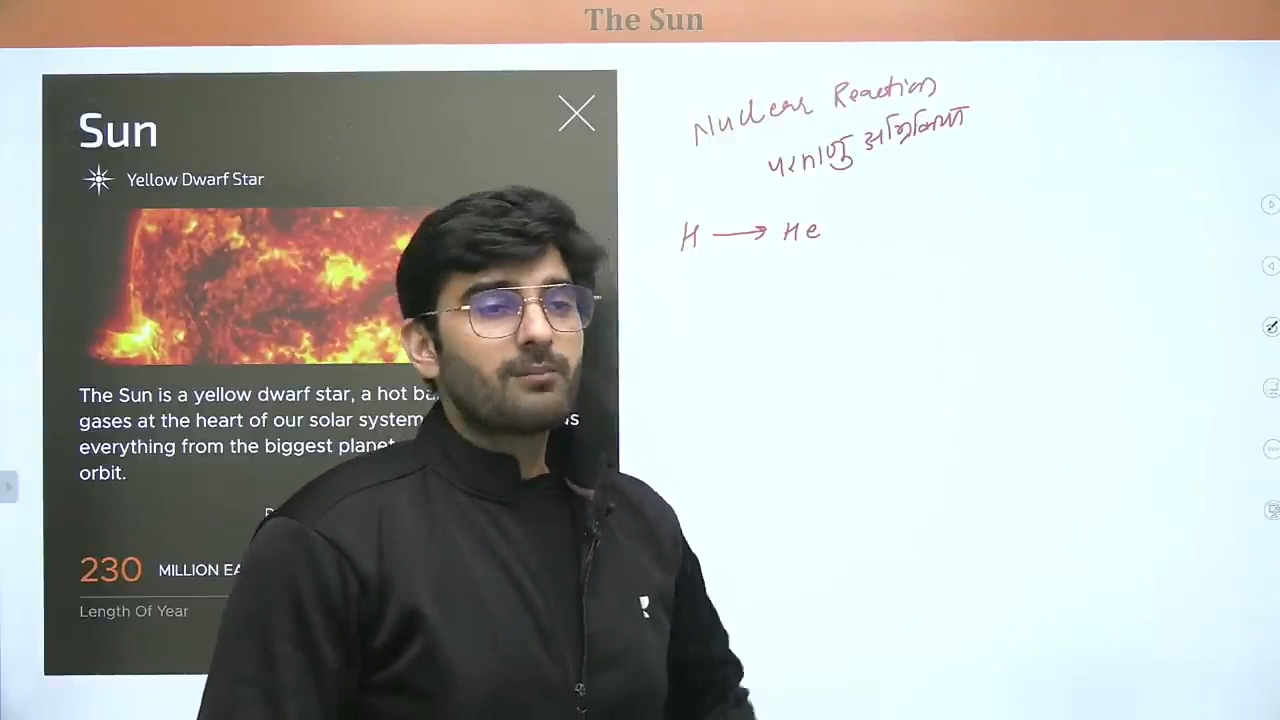 The Sun
Sun
Yellow Dwarf Star
The Sun is a yellow dwarf star, a hot ba
gases at the heart of our solar system
everything from the biggest planet
orbit.
230 MILLION EA
Length Of Year
Nuclear Reaction
परमाणु अभिक्रिया
H → He